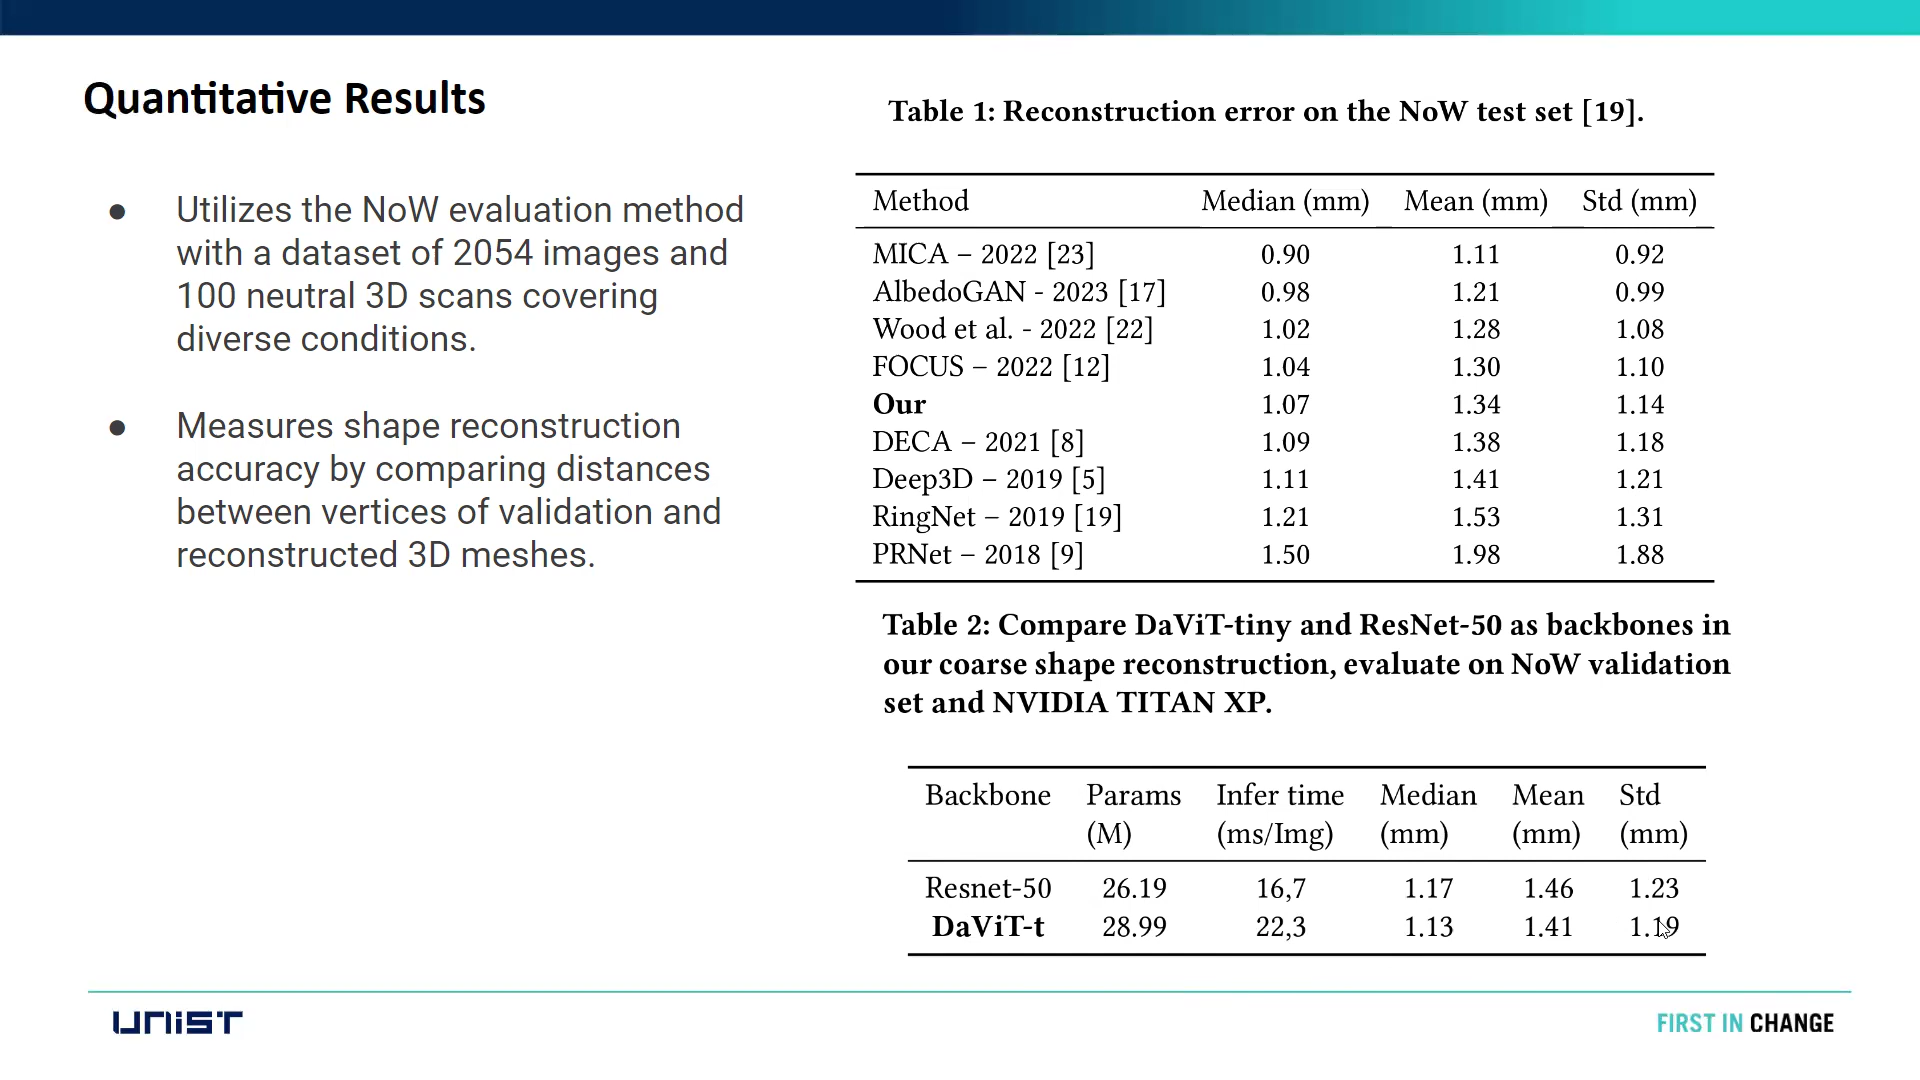 Quantitative Results
● Utilizes the NoW evaluation method
with a dataset of 2054 images and
100 neutral 3D scans covering
diverse conditions.
● Measures shape reconstruction
accuracy by comparing distances
between vertices of validation and
reconstructed 3D meshes.
Table 1: Reconstruction error on the NoW test set [19].
Method Median (mm) Mean (mm) Std (mm)
MICA – 2022 [23] 0.90 1.11 0.92
AlbedoGAN - 2023 [17] 0.98 1.21 0.99
Wood et al. - 2022 [22] 1.02 1.28 1.08
FOCUS – 2022 [12] 1.04 1.30 1.10
Our 1.07 1.34 1.14
DECA – 2021 [8] 1.09 1.38 1.18
Deep3D – 2019 [5] 1.11 1.41 1.21
RingNet – 2019 [19] 1.21 1.53 1.31
PRNet – 2018 [9] 1.50 1.98 1.88
Table 2: Compare DaViT-tiny and ResNet-50 as backbones in
our coarse shape reconstruction, evaluate on NoW validation
set and NVIDIA TITAN XP.
Backbone Params Infer time Median Mean Std
(M) (ms/Img) (mm) (mm) (mm)
Resnet-50 26.19 16,7 1.17 1.46 1.23
DaViT-t 28.99 22,3 1.13 1.41 1.19
UNIST
FIRST IN CHANGE